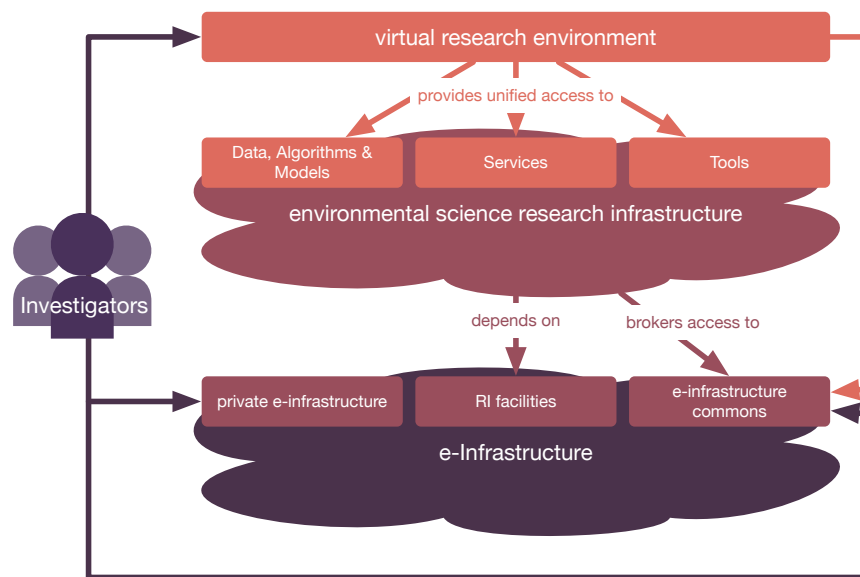 virtual research environment
provides unified access to
Data, Algorithms &
Models
Services
Tools
environmental science research infrastructure
Investigators
depends on
brokers access to
private e-infrastructure
RI facilities
e-infrastructure
commons
e-Infrastructure